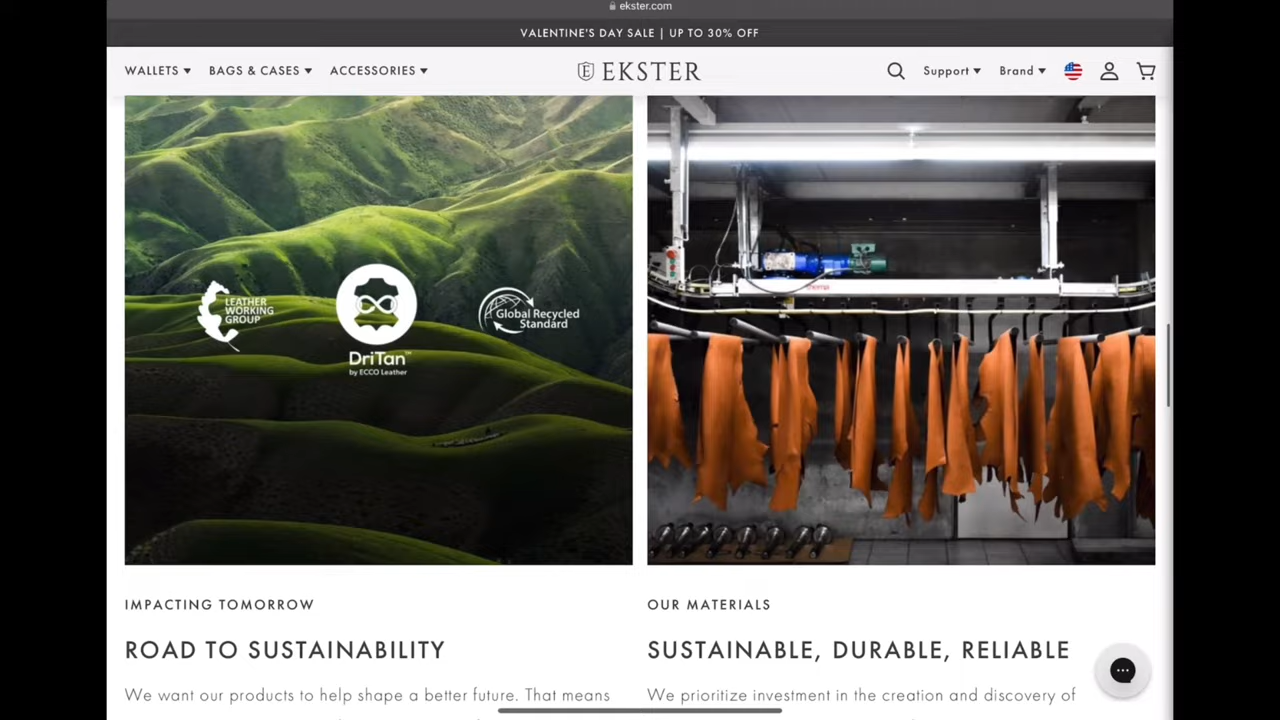 ekster.com
VALENTINE'S DAY SALE | UP TO 30% OFF
WALLETS BAGS & CASES ACCESSORIES EKSTER Support Brand
LEATHER
WORKING
GROUP
DriTan™
by ECCO Leather
Global Recycled
Standard
thema
IMPACTING TOMORROW
ROAD TO SUSTAINABILITY
We want our products to help shape a better future. That means
OUR MATERIALS
SUSTAINABLE, DURABLE, RELIABLE
We prioritize investment in the creation and discovery of